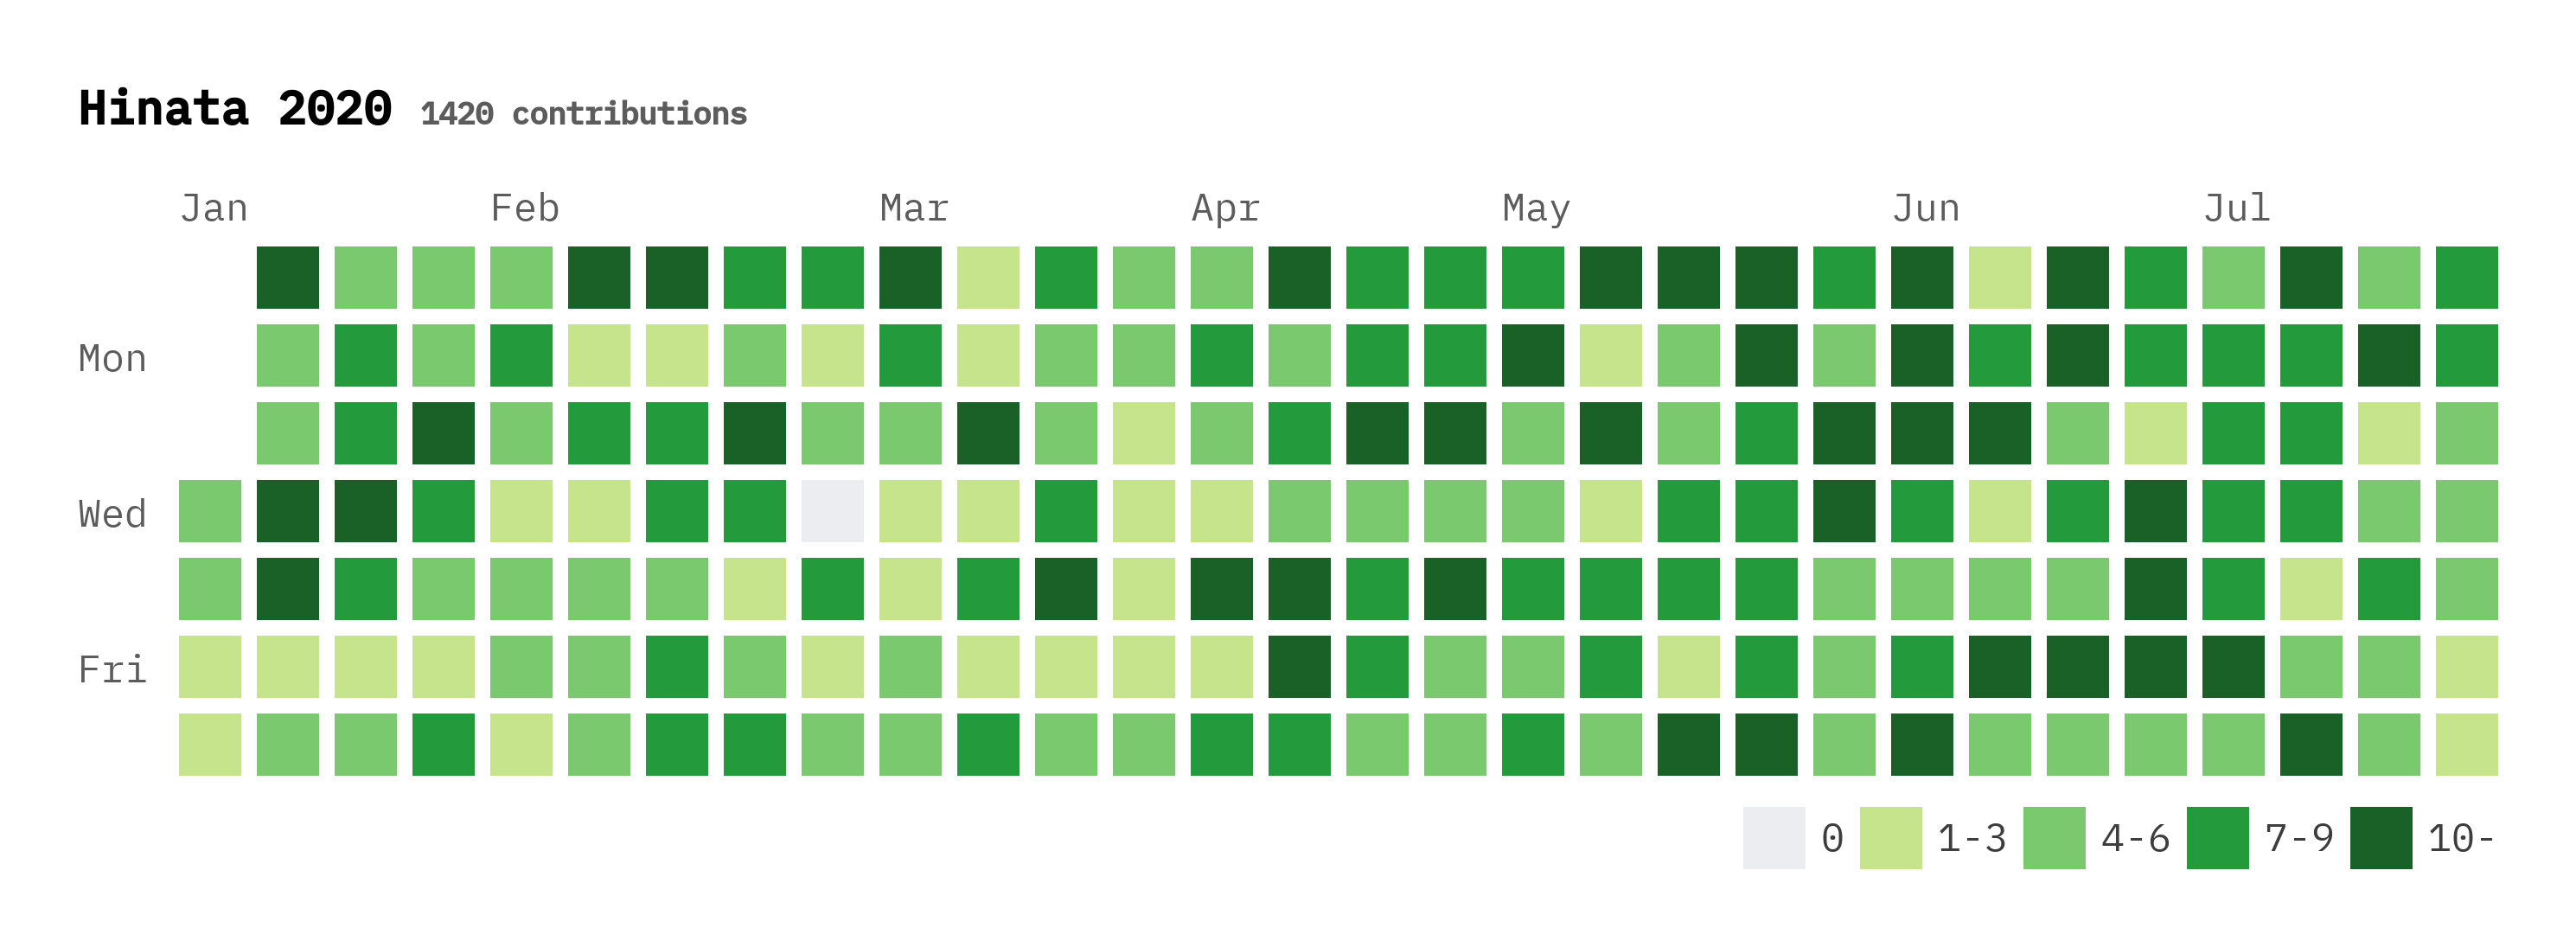 Hinata 2020 1420 contributions
Jan Feb Mar Apr May Jun Jul
Mon
Wed
Fri
0 1-3 4-6 7-9 10-